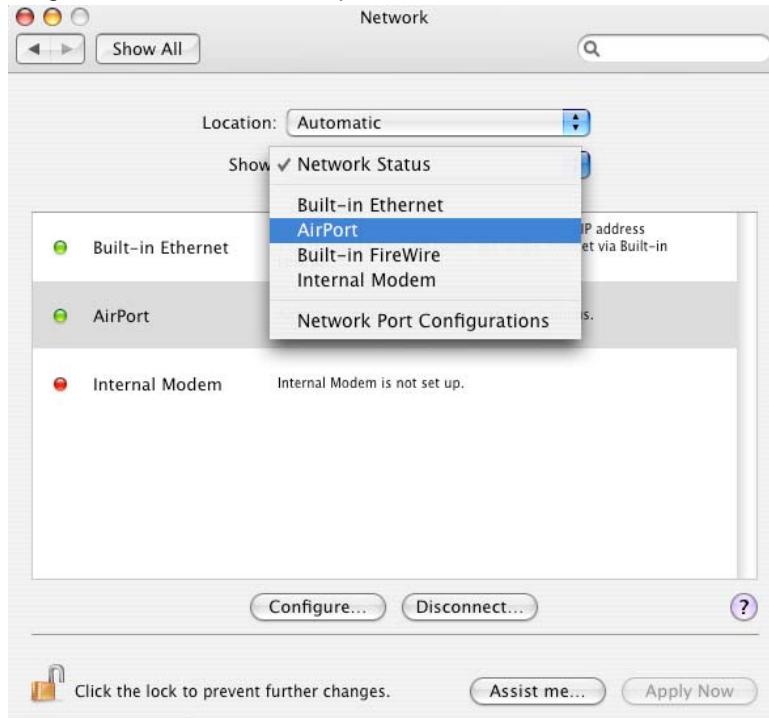 Network
Show All
Location: Automatic
Show
✓ Network Status
Built-in Ethernet
AirPort
Built-in FireWire
Internal Modem
Network Port Configurations
Built-in Ethernet
IP address
et via Built-in
AirPort
s.
Internal Modem
Internal Modem is not set up.
Configure...
Disconnect...
?
Click the lock to prevent further changes.
Assist me...
Apply Now